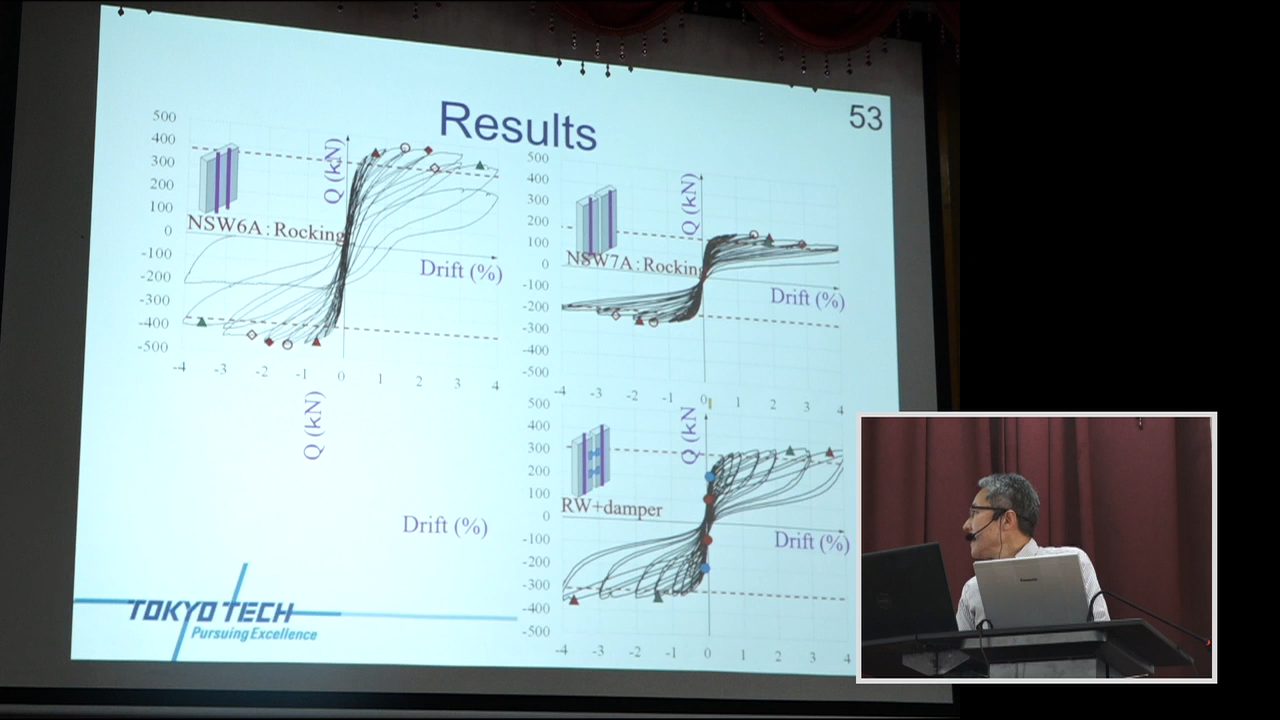 Results
53
500
400
300
200
100
0
-100
-200
-300
-400
-500
Q (kN)
NSW6A : Rocking
Drift (%)
-4 -3 -2 -1 0 1 2 3 4
500
400
300
200
100
0
-100
-200
-300
-400
-500
Q (kN)
NSW7A : Rocking
Drift (%)
-4 -3 -2 -1 0 1 2 3 4
Q (kN)
Drift (%)
500
400
300
200
100
0
-100
-200
-300
-400
-500
Q (kN)
RW+damper
Drift (%)
-4 -3 -2 -1 0 1 2 3 4
TOKYO TECH
Pursuing Excellence